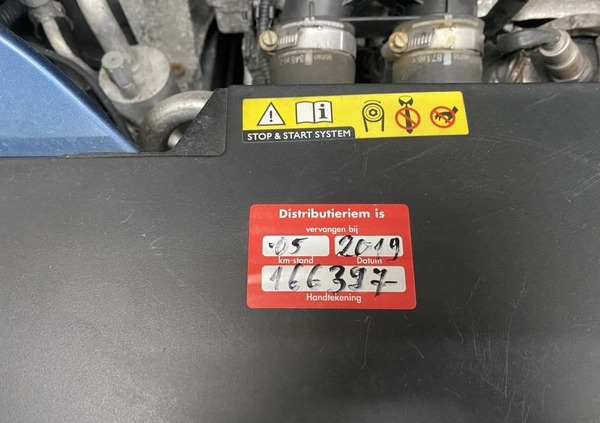 STOP & START SYSTEM
Distributieriem is
vervangen bij
05 2019
km-stand Datum
166397
Handtekening